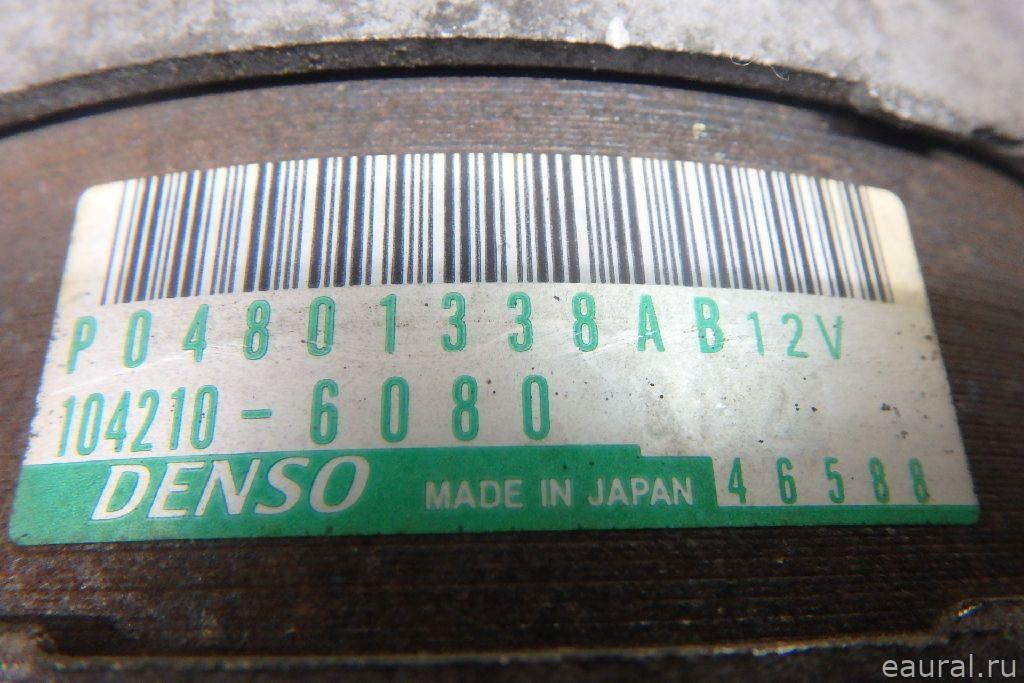 P04801338AB 12V
104210-6080
DENSO MADE IN JAPAN 46588
eaural.ru